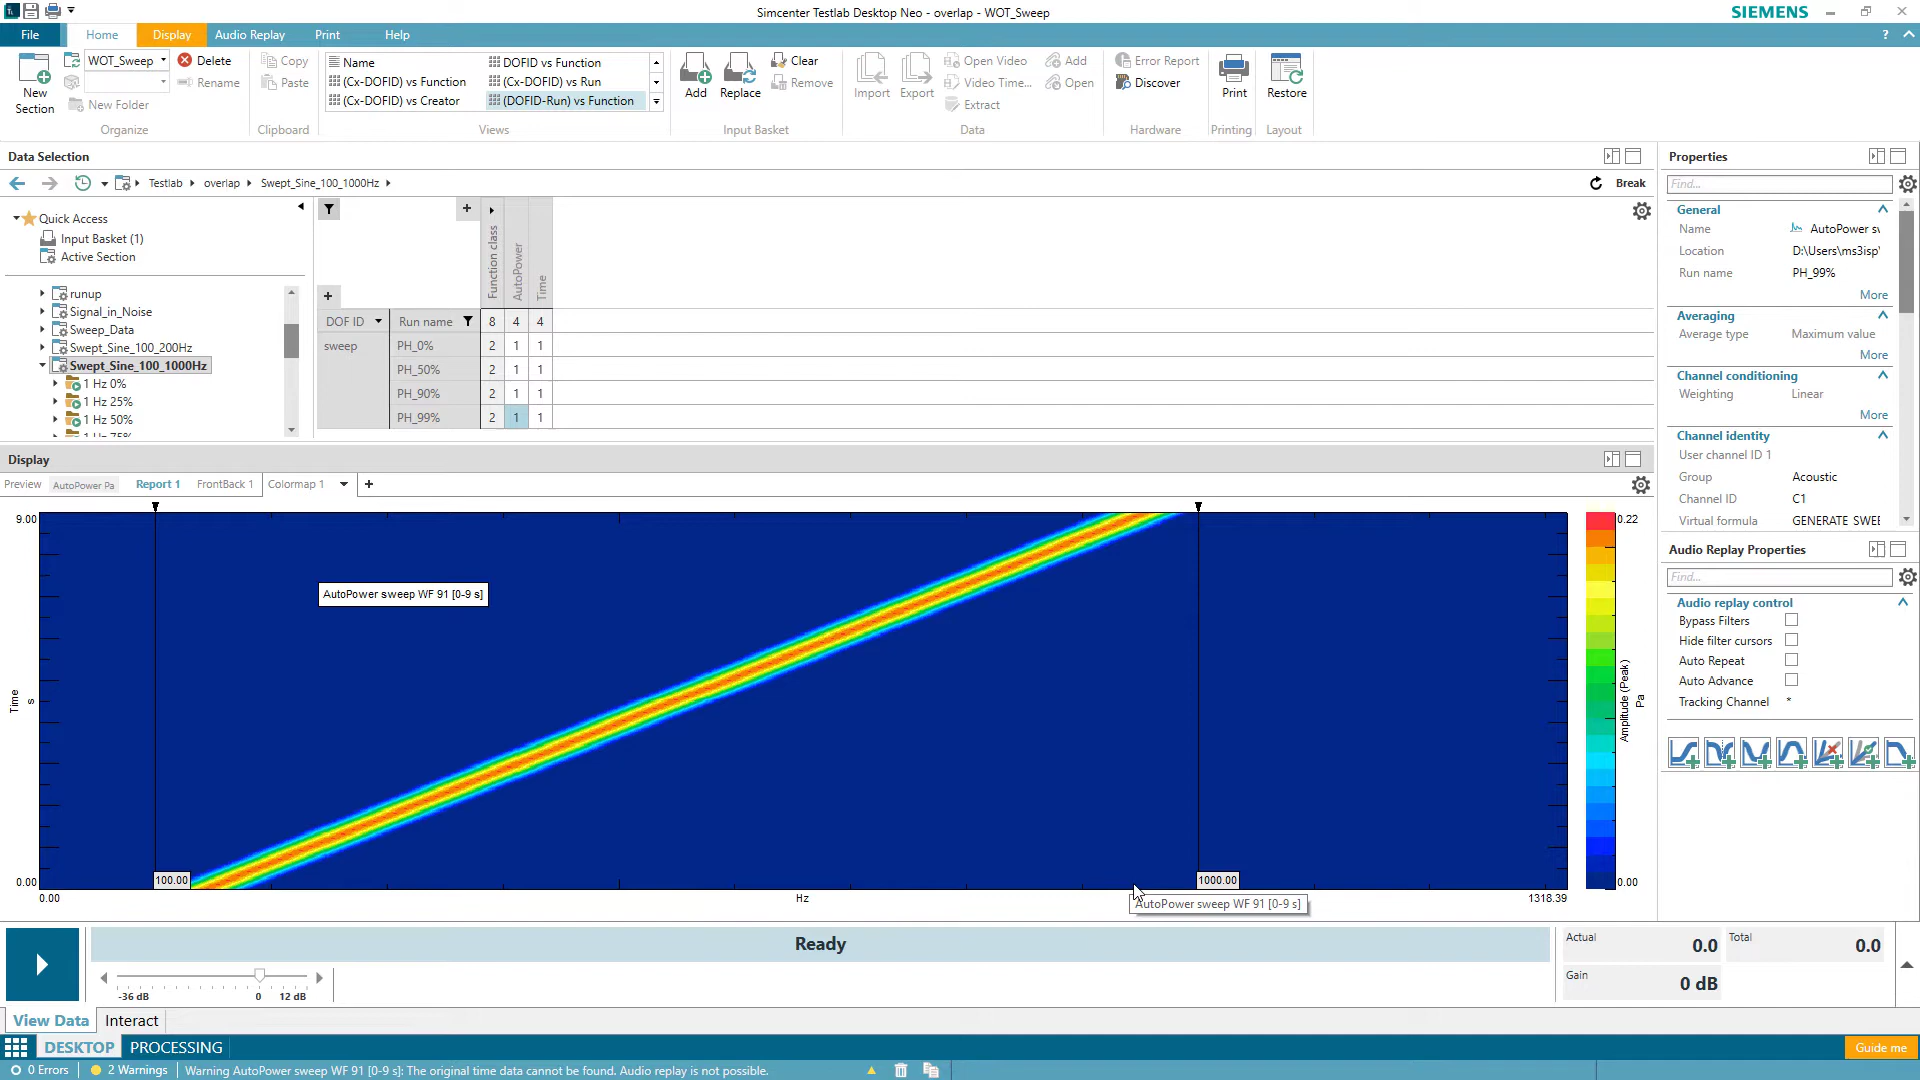 Simcenter Testlab Desktop Neo - overlap - WOT_Sweep
SIEMENS
File Home Display Audio Replay Print Help
New Section
WOT_Sweep
Delete
Rename
New Folder
Organize
Copy
Paste
Clipboard
Name
DOFID vs Function
(Cx-DOFID) vs Function
(Cx-DOFID) vs Run
(Cx-DOFID) vs Creator
(DOFID-Run) vs Function
Views
Add
Replace
Clear
Remove
Input Basket
Import
Export
Open Video
Video Time...
Extract
Add
Open
Data
Error Report
Discover
Hardware
Print
Printing
Restore
Layout
Data Selection
Testlab overlap Swept_Sine_100_1000Hz
Break
Quick Access
Input Basket (1)
Active Section
runup
Signal_in_Noise
Sweep_Data
Swept_Sine_100_200Hz
Swept_Sine_100_1000Hz
1 Hz 0%
1 Hz 25%
1 Hz 50%
1 Hz 75%
Function class
AutoPower
Time
DOF ID Run name 8 4 4
sweep PH_0% 2 1 1
PH_50% 2 1 1
PH_90% 2 1 1
PH_99% 2 1 1
Display
Preview AutoPower Pa Report 1 FrontBack 1 Colormap 1
9.00
AutoPower sweep WF 91 [0-9 s]
Time
s
0.00
100.00
1000.00
0.00
Hz
1318.39
AutoPower sweep WF 91 [0-9 s]
0.22
Amplitude (Peak)
Pa
0.00
Properties
Find...
General
Name AutoPower sv
Location D:\Users\ms3isp\
Run name PH_99%
More
Averaging
Average type Maximum value
More
Channel conditioning
Weighting Linear
More
Channel identity
User channel ID 1
Group Acoustic
Channel ID C1
Virtual formula GENERATE_SWEE
Audio Replay Properties
Find...
Audio replay control
Bypass Filters
Hide filter cursors
Auto Repeat
Auto Advance
Tracking Channel *
Ready
-36 dB 0 12 dB
Actual 0.0
Total 0.0
Gain 0 dB
View Data Interact
DESKTOP PROCESSING
Guide me
0 Errors 2 Warnings Warning AutoPower sweep WF 91 [0-9 s]: The original time data cannot be found. Audio replay is not possible.